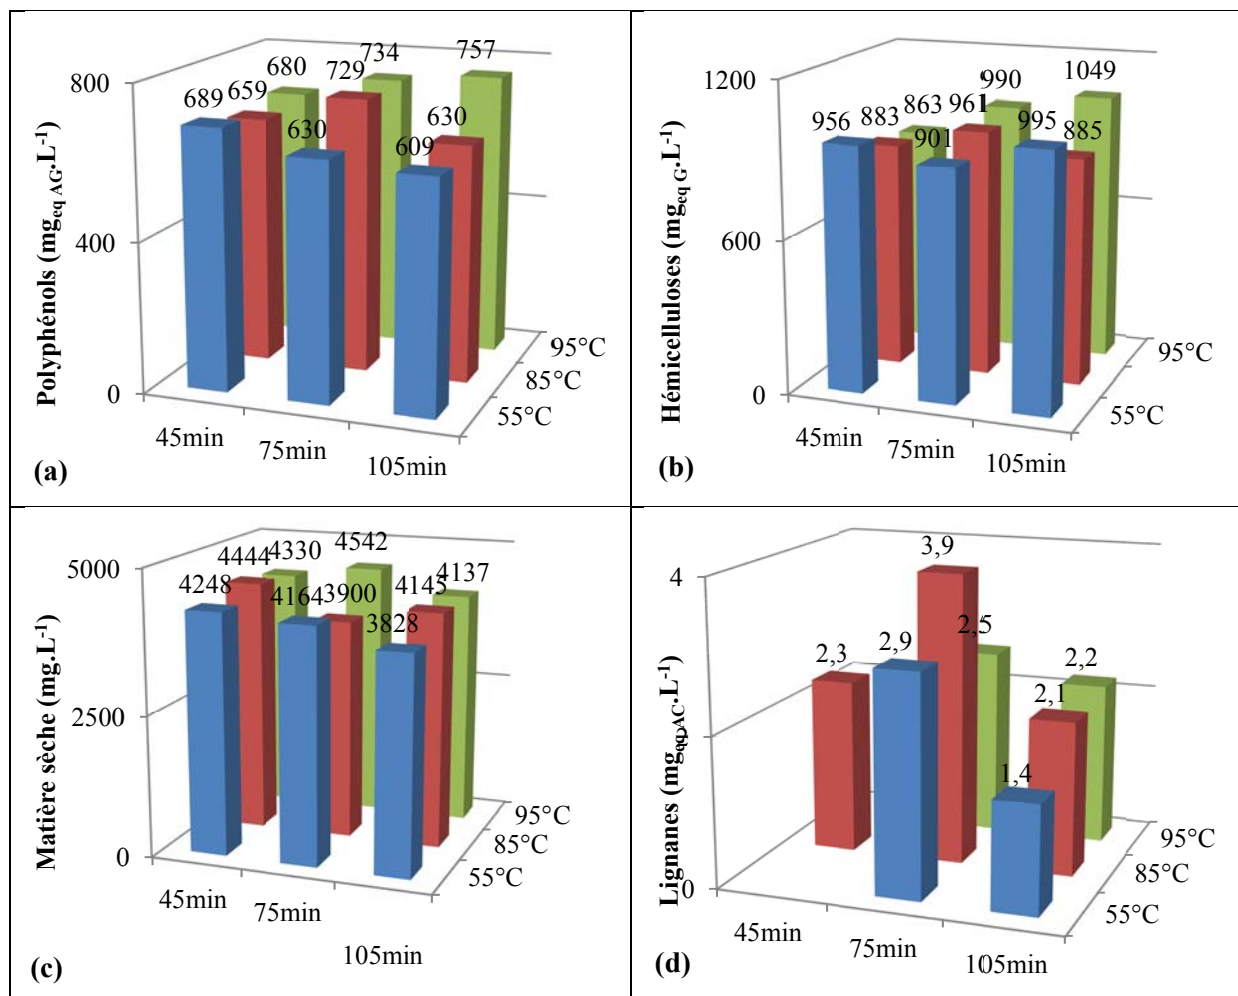 800
400
0
Polyphénols (mg eq AG.L-1)
689 659 680
630 729 734
609 630 757
45min
75min
105min
55°C
85°C
95°C
(a)
1200
600
0
Hémicelluloses (mg eq G.L-1)
956 883 863
901 961 990
995 885 1049
45min
75min
105min
55°C
95°C
(b)
5000
2500
0
Matière sèche (mg.L-1)
4248 4444 4330
4164 3900 4542
3828 4145 4137
45min
75min
105min
55°C
85°C
95°C
(c)
4
0
Lignanes (mg eq AC.L-1)
2,3
2,9 3,9 2,5
1,4 2,1 2,2
45min
75min
105min
55°C
85°C
95°C
(d)